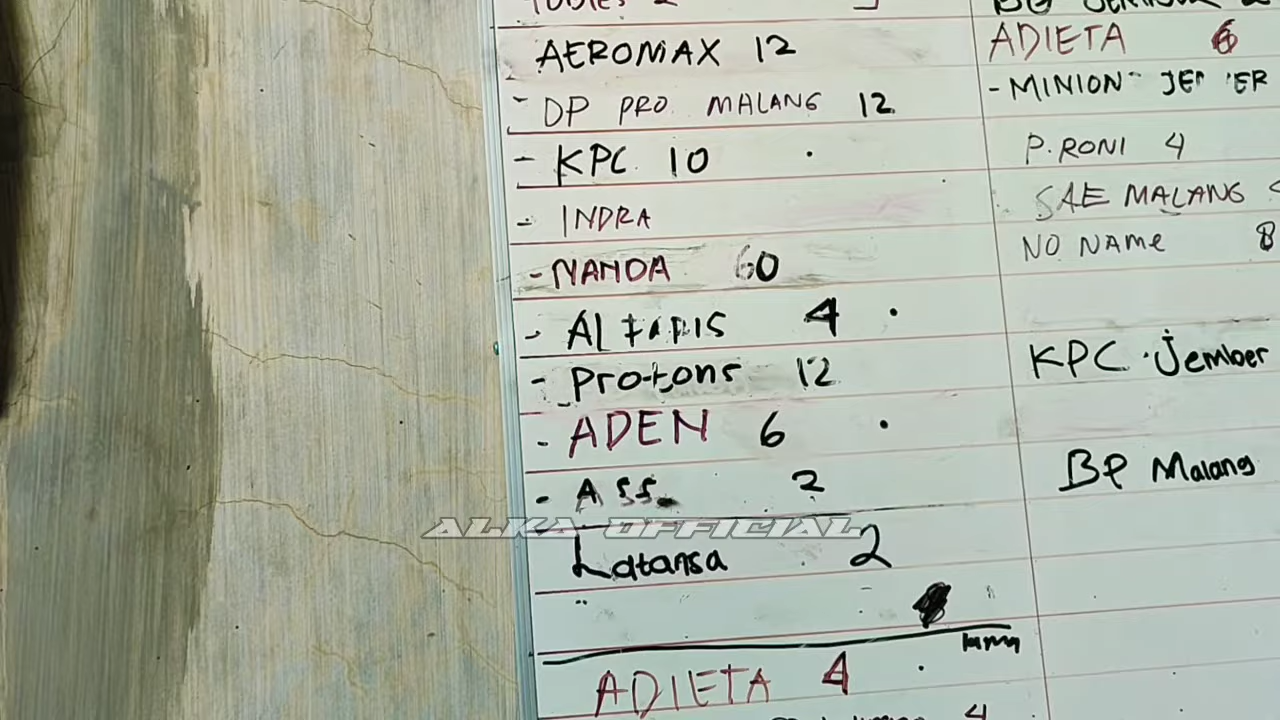 AEROMAX 12
- DP PRO MALANG 12
- KPC 10
- INDRA
- NANDA 60
- Al 4
- Protons 12
- ADEN 6
- Ass 2
ALKA OFFICIAL
Latansa 2
ADIETA 4
4
ADIETA 6
- MINION
P.RONI 4
SAE MALANG
NO NAME 8
KPC Jember
BP Malang